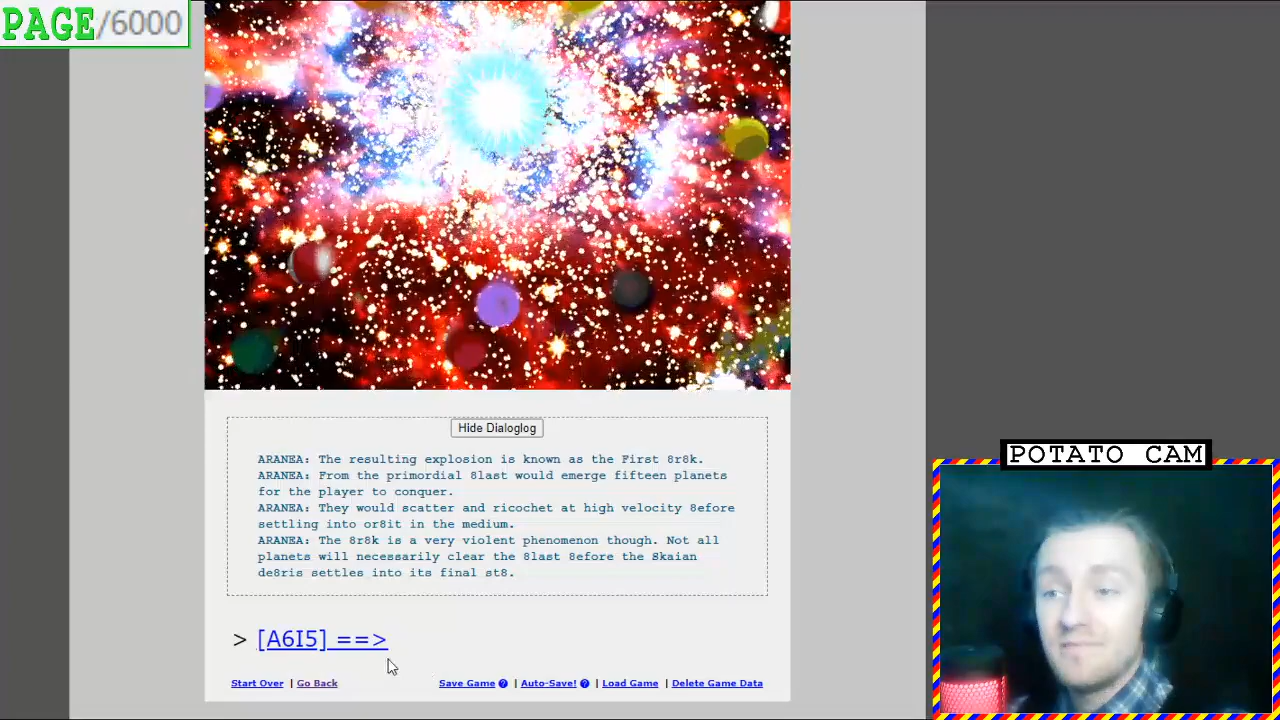 PAGE/6000
Hide Dialoglog
ARANEA: The resulting explosion is known as the First 8r8k.
ARANEA: From the primordial 8last would emerge fifteen planets
for the player to conquer.
ARANEA: They would scatter and ricochet at high velocity 8efore
settling into or8it in the medium.
ARANEA: The 8r8k is a very violent phenomenon though. Not all
planets will necessarily clear the 8last 8efore the Skaian
de8ris settles into its final st8.
> [A6I5] ==>
Start Over | Go Back
Save Game ? | Auto-Save! ? | Load Game | Delete Game Data
POTATO CAM